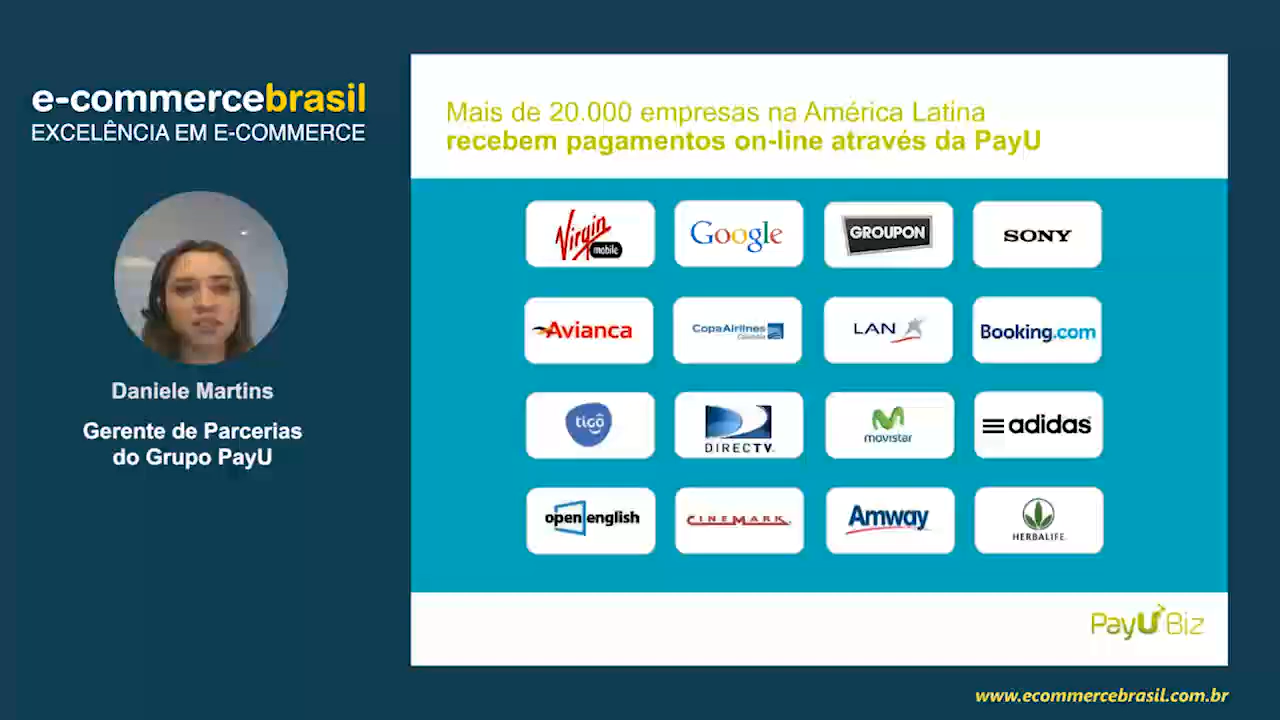 e-commercebrasil
EXCELÊNCIA EM E-COMMERCE
Daniele Martins
Gerente de Parcerias
do Grupo PayU
Mais de 20.000 empresas na América Latina
recebem pagamentos on-line através da PayU
Virgin mobile
Google
GROUPON
SONY
Avianca
CopaAirlines
Colombia
LAN
Booking.com
tigo
DIRECTV
movistar
adidas
open english
CINEMARK
Amway
HERBALIFE
PayU Biz
www.ecommercebrasil.com.br